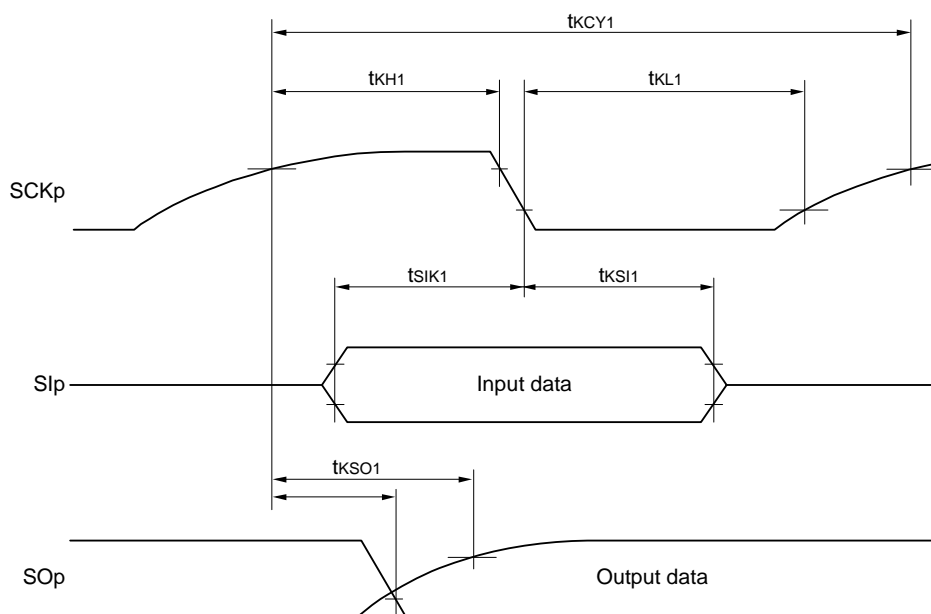 tKCY1
tKH1
tKL1
SCKp
tSIK1
tKSI1
SIp
Input data
tKSO1
SOp
Output data